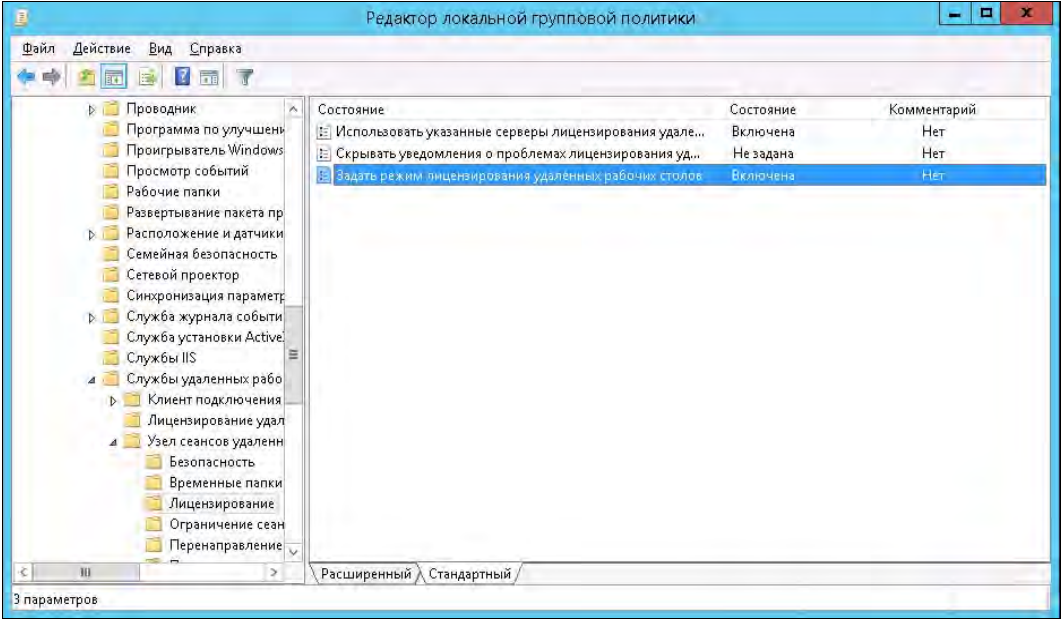 Редактор локальной групповой политики
Файл Действие Вид Справка
Проводник
Программа по улучшени
Проигрыватель Windows
Просмотр событий
Рабочие папки
Развертывание пакета пр
Расположение и датчики
Семейная безопасность
Сетевой проектор
Синхронизация параметр
Служба журнала событи
Служба установки Active
Службы IIS
Службы удаленных рабо
Клиент подключения
Лицензирование удал
Узел сеансов удаленн
Безопасность
Временные папки
Лицензирование
Ограничение сеан
Перенаправление
Состояние Состояние Комментарий
Использовать указанные серверы лицензирования удале... Включена Нет
Скрывать уведомления о проблемах лицензирования уд... Не задана Нет
Задать режим лицензирования удалённых рабочих столов Включена Нет
Расширенный Стандартный
3 параметров